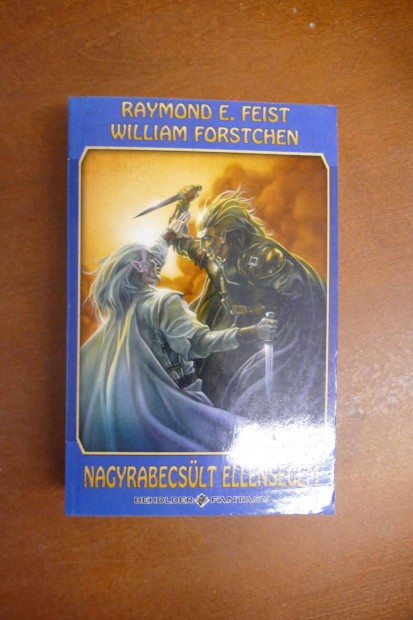 RAYMOND E. FEIST
WILLIAM FORSTCHEN
NAGYRABECSÜLT ELLENSÉGEM
BEHOLDER FANTASY